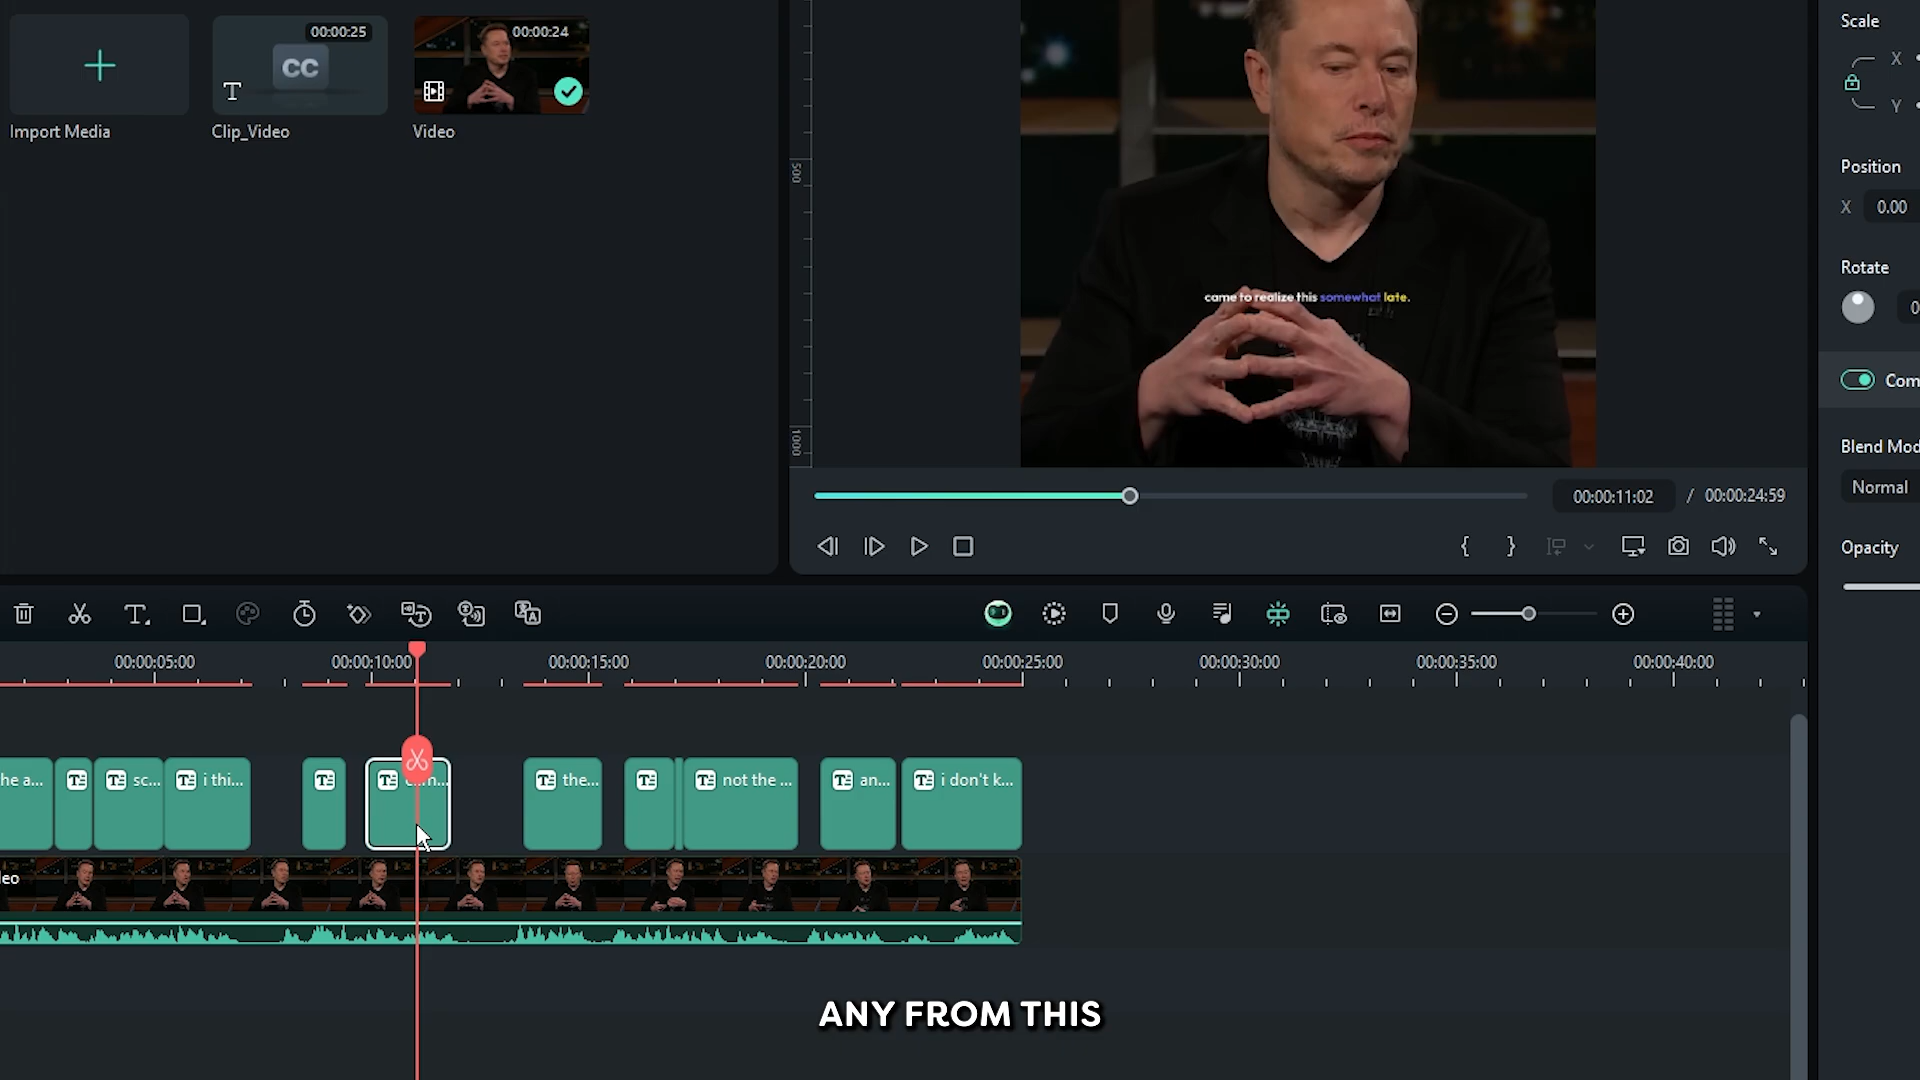 00:00:25
CC
T
00:00:24
Import Media
Clip_Video
Video
500
1000
came to realize this somewhat late.
00:00:11:02 / 00:00:24:59
Scale
X
Y
Position
X 0.00
Rotate
Com
Blend Mod
Normal
Opacity
00:00:05:00
00:00:10:00
00:00:15:00
00:00:20:00
00:00:25:00
00:00:30:00
00:00:35:00
00:00:40:00
he a...
sc...
i thi...
the...
not the ...
an...
i don't k...
eo
ANY FROM THIS